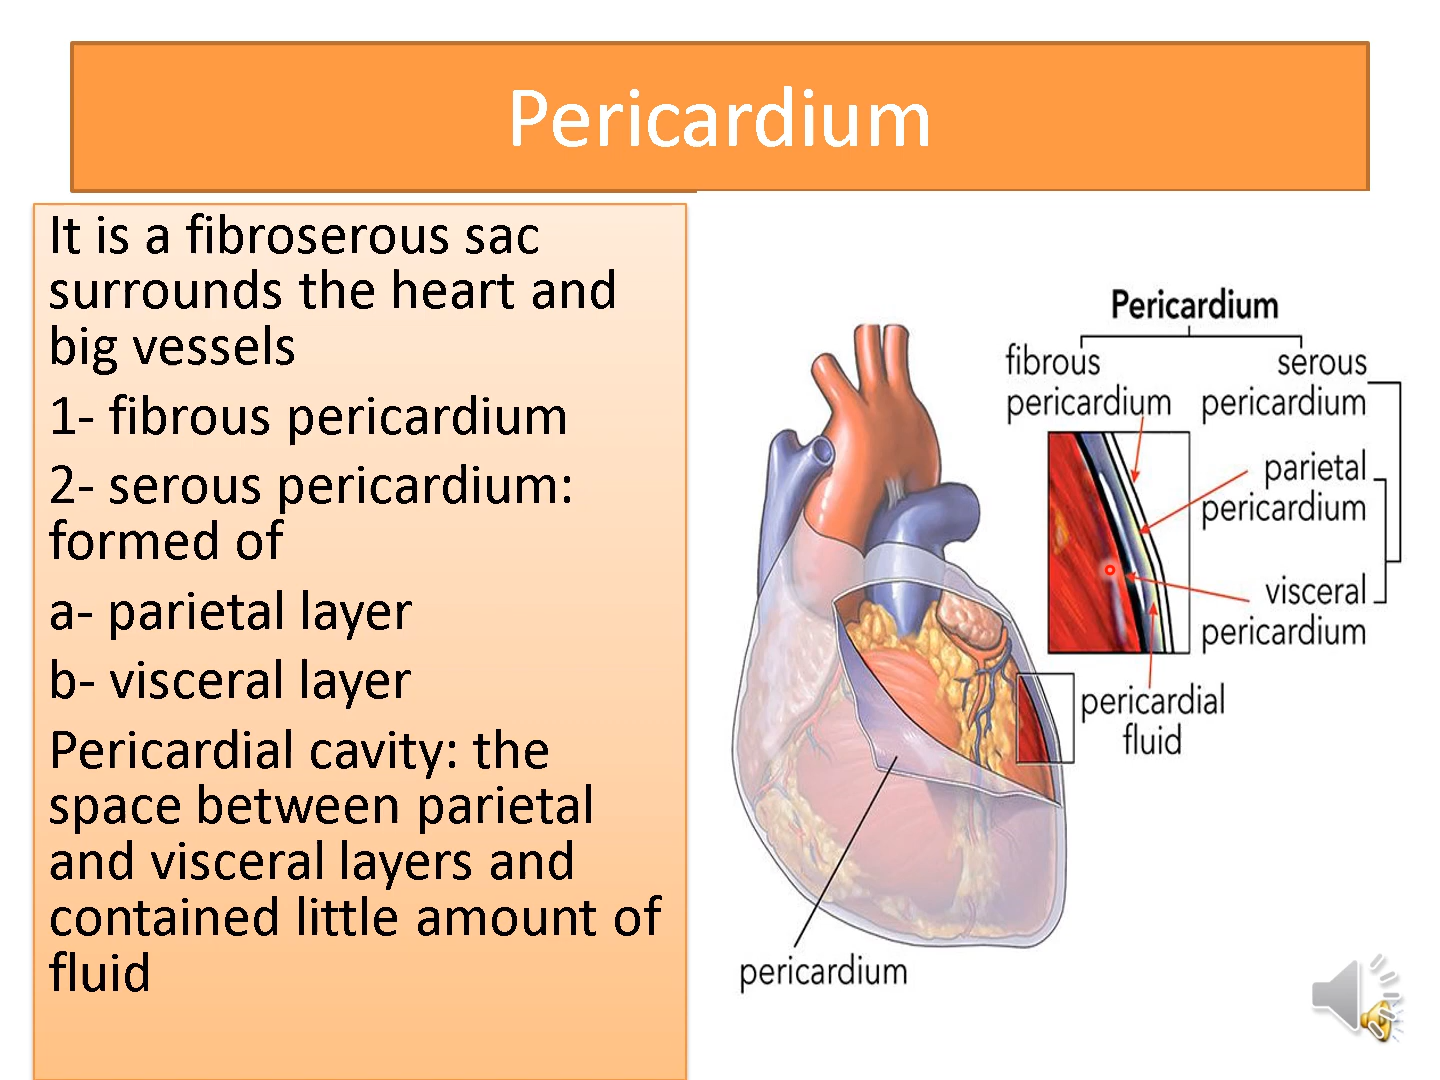 Pericardium
It is a fibroserous sac
surrounds the heart and
big vessels
1- fibrous pericardium
2- serous pericardium:
formed of
a- parietal layer
b- visceral layer
Pericardial cavity: the
space between parietal
and visceral layers and
contained little amount of
fluid
Pericardium
fibrous
pericardium
serous
pericardium
parietal
pericardium
visceral
pericardium
pericardial
fluid
pericardium